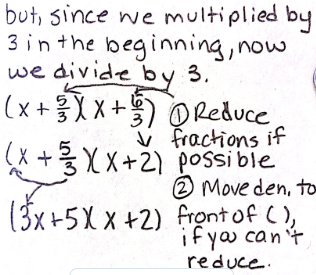 but, since we multiplied by
3 in the beginning, now
we divide by 3.
(x + 5/3)(x + 6/3) ① Reduce
fractions if
(x + 5/3)(x+2) possible
② Move den. to
(3x+5)(x+2) front of ( ),
if you can't
reduce.